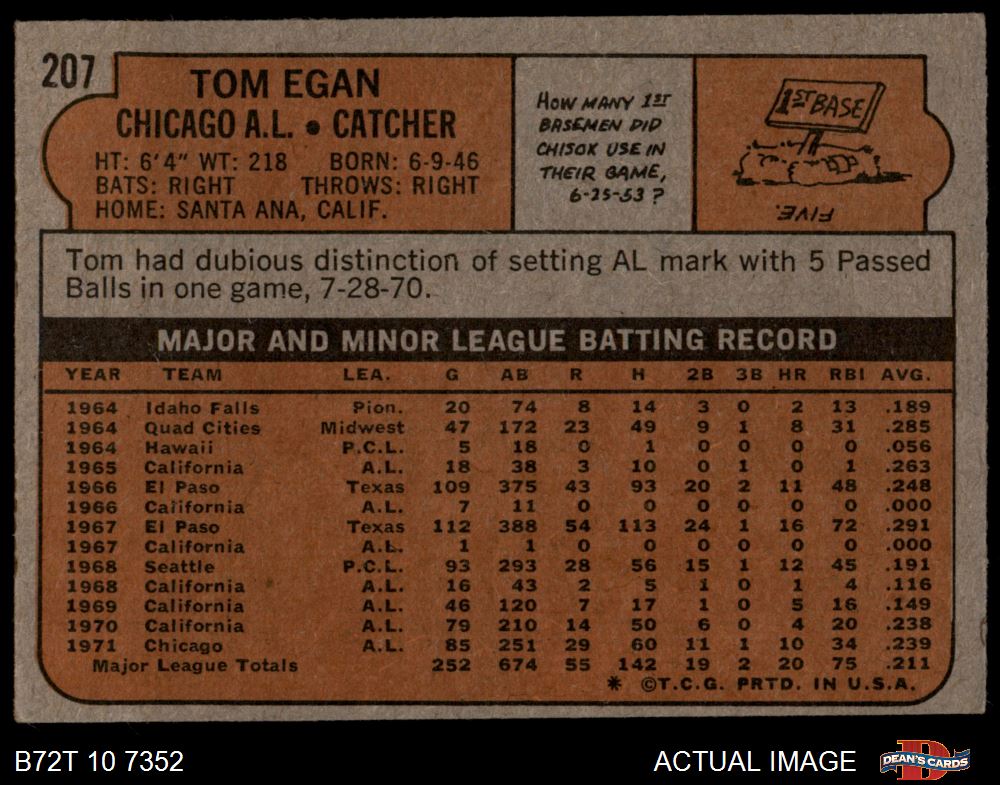 207
TOM EGAN
CHICAGO A.L. • CATCHER
HT: 6'4" WT: 218 BORN: 6-9-46
BATS: RIGHT THROWS: RIGHT
HOME: SANTA ANA, CALIF.
HOW MANY 1ST
BASEMEN DID
CHISOX USE IN
THEIR GAME,
6-25-53?
1ST BASE
FIVE.
Tom had dubious distinction of setting AL mark with 5 Passed
Balls in one game, 7-28-70.
MAJOR AND MINOR LEAGUE BATTING RECORD
YEAR TEAM LEA. G AB R H 2B 3B HR RBI AVG.
1964 Idaho Falls Pion. 20 74 8 14 3 0 2 13 .189
1964 Quad Cities Midwest 47 172 23 49 9 1 8 31 .285
1964 Hawaii P.C.L. 5 18 0 1 0 0 0 0 .056
1965 California A.L. 18 38 3 10 0 1 0 1 .263
1966 El Paso Texas 109 375 43 93 20 2 11 48 .248
1966 California A.L. 7 11 0 0 0 0 0 0 .000
1967 El Paso Texas 112 388 54 113 24 1 16 72 .291
1967 California A.L. 1 1 0 0 0 0 0 0 .000
1968 Seattle P.C.L. 93 293 28 56 15 1 12 45 .191
1968 California A.L. 16 43 2 5 1 0 1 4 .116
1969 California A.L. 46 120 7 17 1 0 5 16 .149
1970 California A.L. 79 210 14 50 6 0 4 20 .238
1971 Chicago A.L. 85 251 29 60 11 1 10 34 .239
Major League Totals 252 674 55 142 19 2 20 75 .211
* ©T.C.G. PRTD. IN U.S.A.
B72T 10 7352
ACTUAL IMAGE
D
DEAN'S CARDS